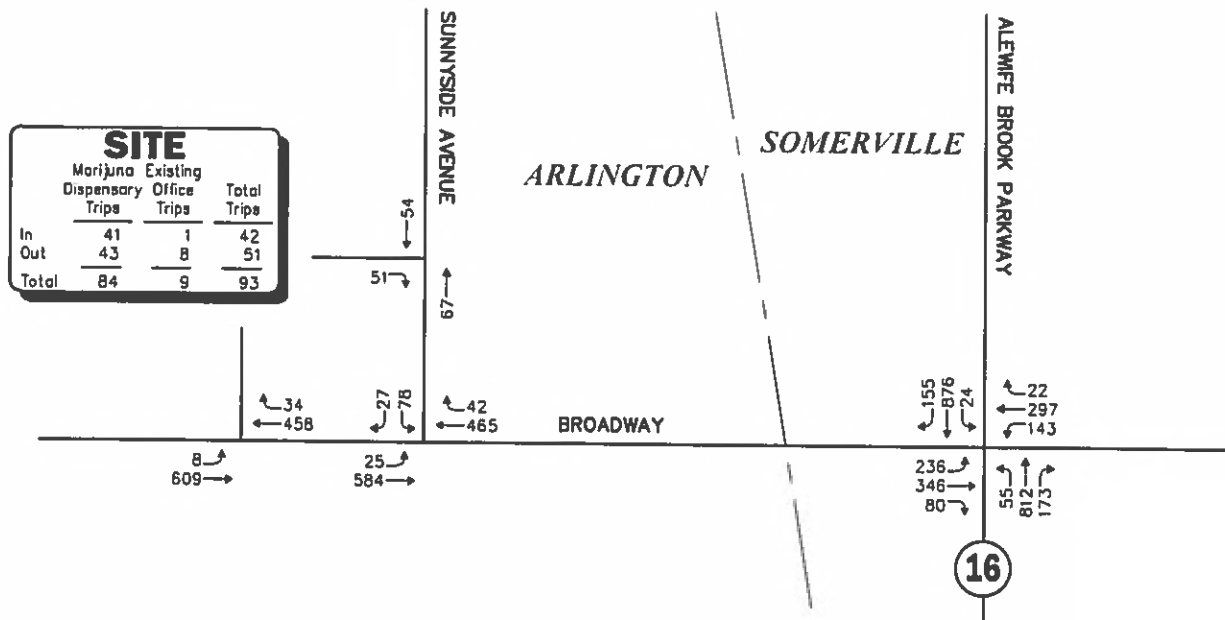 SUNNYSIDE AVENUE
ALEWIFE BROOK PARKWAY
SOMERVILLE
ARLINGTON
SITE
Marijuna Existing
Dispensary Office Total
Trips Trips Trips
In 41 1 42
Out 43 8 51
Total 84 9 93
54
51
67
34
458
27
78
42
465
BROADWAY
155
876
24
22
297
143
8
609
25
584
236
346
80
55
812
173
16